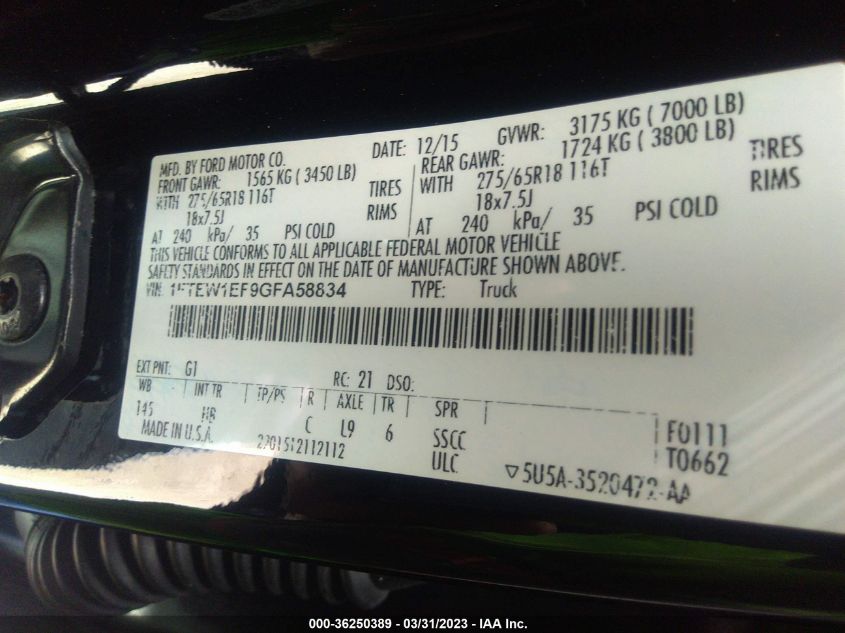 MFD. BY FORD MOTOR CO. DATE: 12/15 GVWR: 3175 KG ( 7000 LB)
FRONT GAWR: 1565 KG ( 3450 LB) REAR GAWR: 1724 KG ( 3800 LB)
WITH 275/65R18 116T TIRES WITH 275/65R18 116T TIRES
18x7.5J RIMS 18x7.5J RIMS
AT 240 kPa/ 35 PSI COLD AT 240 kPa/ 35 PSI COLD
THIS VEHICLE CONFORMS TO ALL APPLICABLE FEDERAL MOTOR VEHICLE
SAFETY STANDARDS IN EFFECT ON THE DATE OF MANUFACTURE SHOWN ABOVE.
VIN: 1FTEW1EF9GFA58834 TYPE: Truck
EXT PNT: G1 RC: 21 DSO:
WB INT TR TP/PS R AXLE TR SPR
145 C L9 6 SSCC F0111
MADE IN U.S.A. ULC T0662
5U5A-3520472-AA
000-36250389 - 03/31/2023 - IAA Inc.